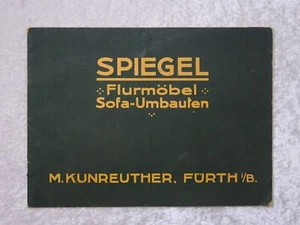 SPIEGEL
Flurmöbel
Sofa-Umbauten
M. KUNREUTHER, FÜRTH i/B.